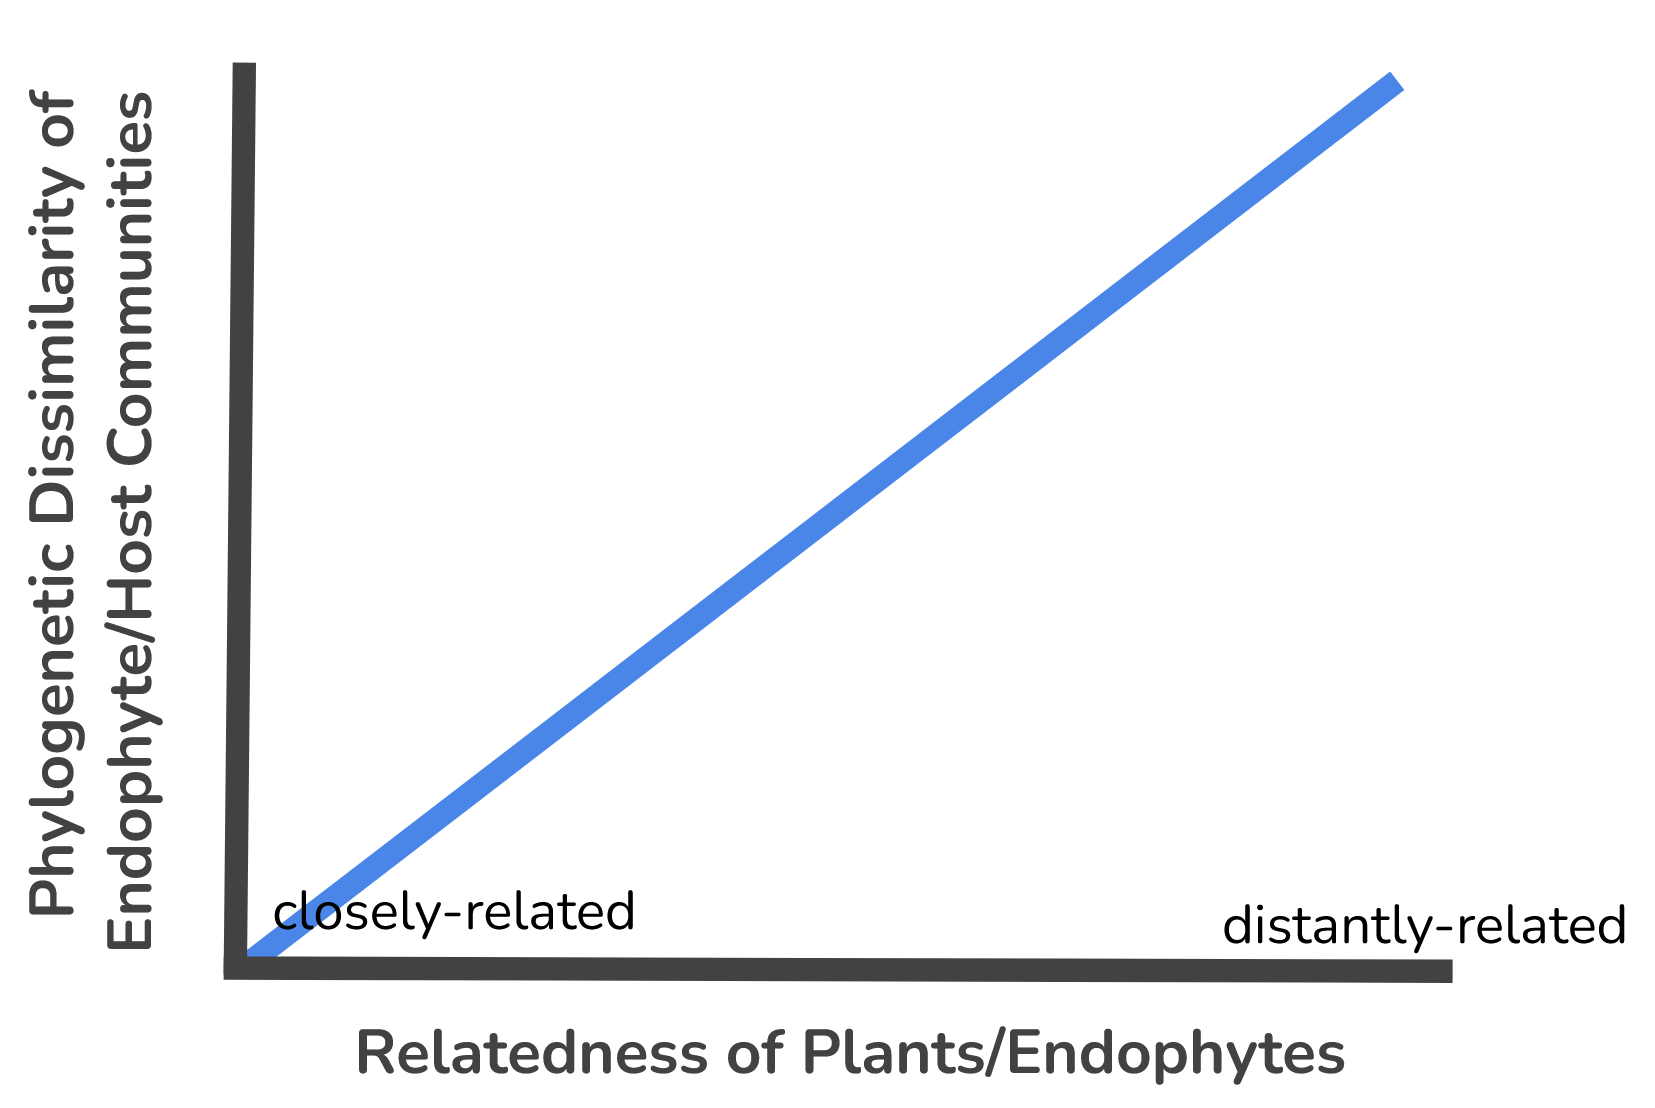 Phylogenetic Dissimilarity of
Endophyte/Host Communities
closely-related
distantly-related
Relatedness of Plants/Endophytes